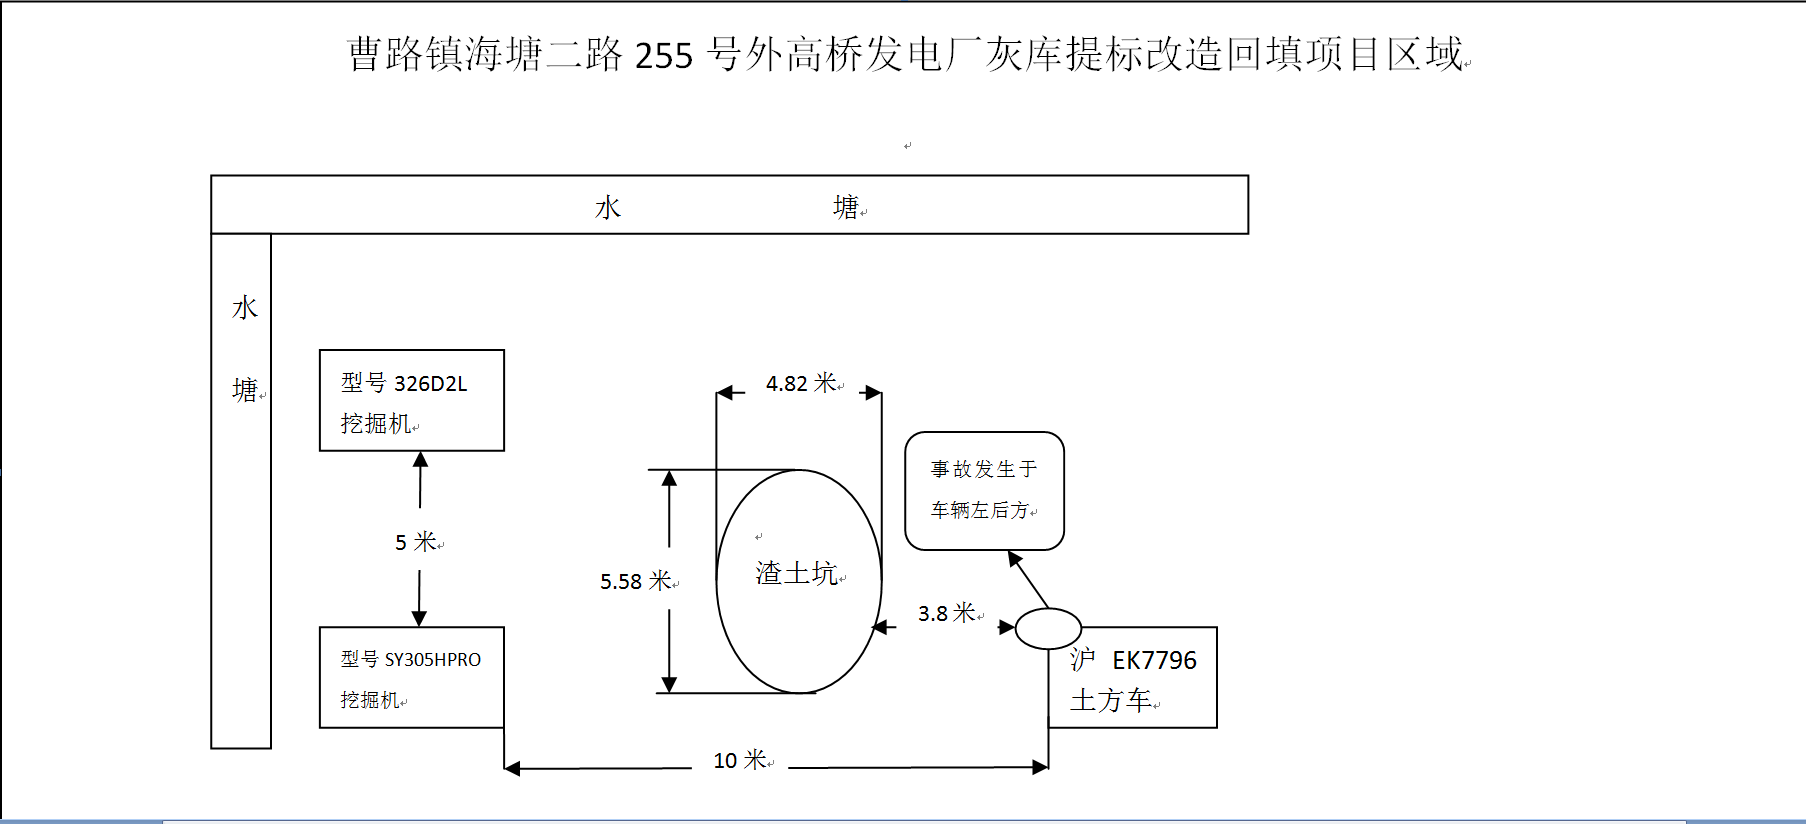 曹路镇海塘二路 255 号外高桥发电厂灰库提标改造回填项目区域
水 塘
水
塘
型号 326D2L
挖掘机
4.82 米
事故发生于
车辆左后方
5 米
渣土坑
5.58 米
3.8 米
型号 SY305HPRO
挖掘机
沪 EK7796
土方车
10 米